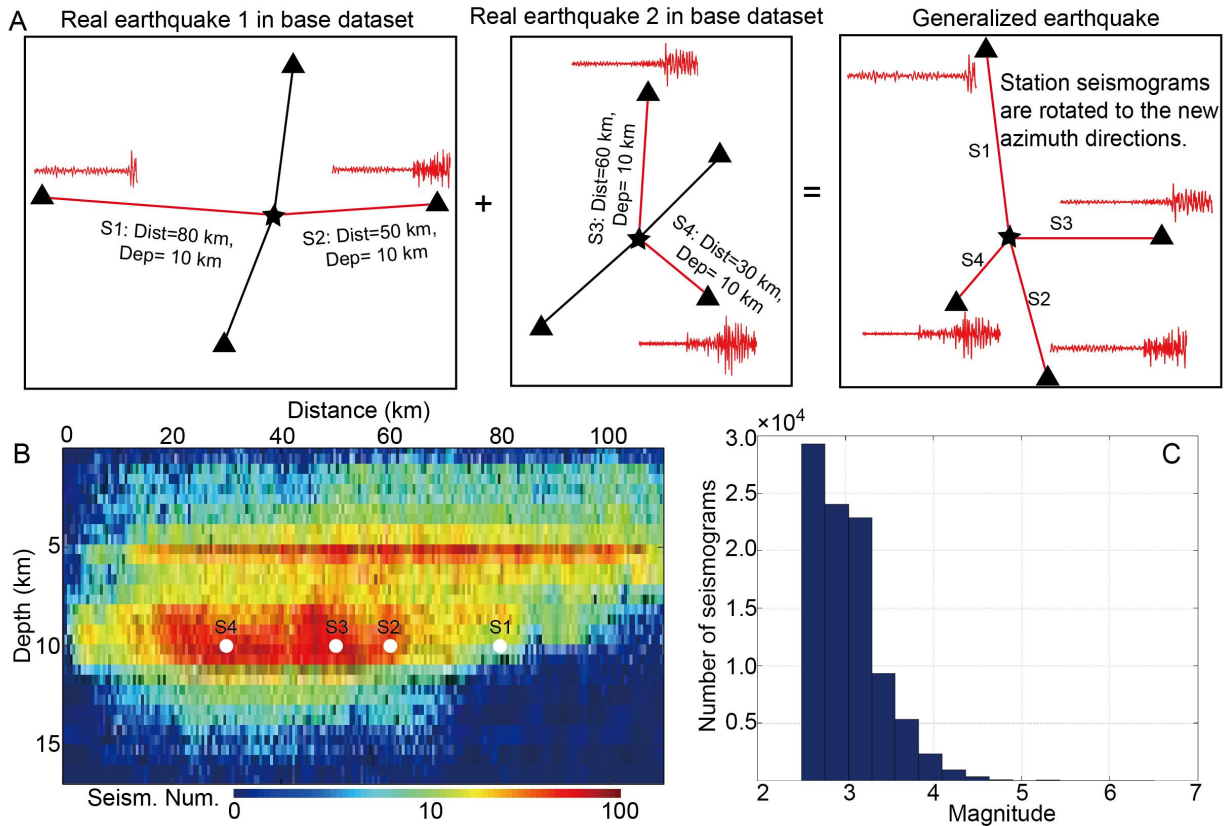 A
Real earthquake 1 in base dataset
Real earthquake 2 in base dataset
Generalized earthquake
S1: Dist=80 km,
Dep= 10 km
S2: Dist=50 km,
Dep= 10 km
+
S3: Dist=60 km,
Dep= 10 km
S4: Dist=30 km,
Dep= 10 km
=
Station seismograms
are rotated to the new
azimuth directions.
S1
S3
S4
S2
B
Distance (km)
0 20 40 60 80 100
Depth (km)
5
10
15
S4 S3 S2 S1
Seism. Num. 0 10 100
C
×10⁴
3.0
2.5
2.0
1.5
1.0
0.5
Number of seismograms
2 3 4 5 6 7
Magnitude